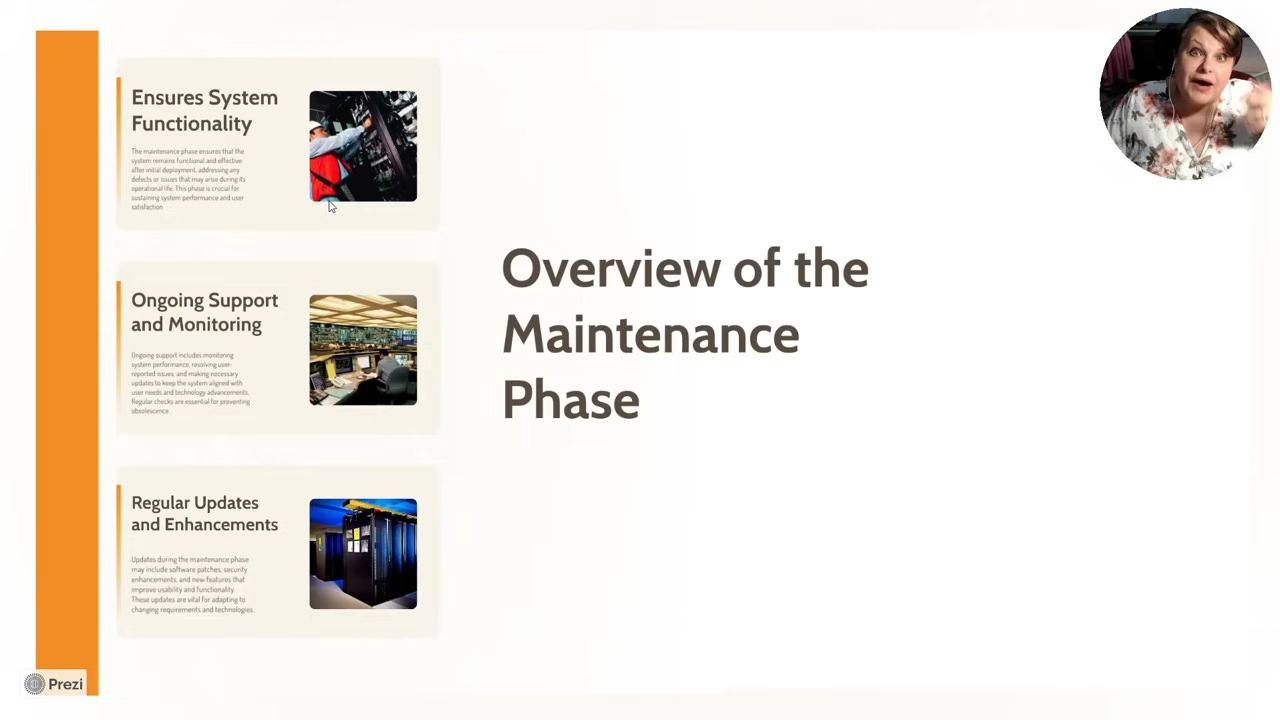 Ensures System
Functionality
The maintenance phase ensures that the
system remains functional and effective
after initial deployment, addressing any
defects or issues that may arise during its
operational life. This phase is crucial for
sustaining system performance and user
satisfaction.
Overview of the
Maintenance
Phase
Ongoing Support
and Monitoring
Ongoing support includes monitoring
system performance, resolving user-
reported issues, and making necessary
updates to keep the system aligned with
user needs and technology advancements.
Regular checks are essential for preventing
obsolescence.
Regular Updates
and Enhancements
Updates during the maintenance phase
may include software patches, security
enhancements, and new features that
improve usability and functionality.
These updates are vital for adapting to
changing requirements and technologies.
Prezi